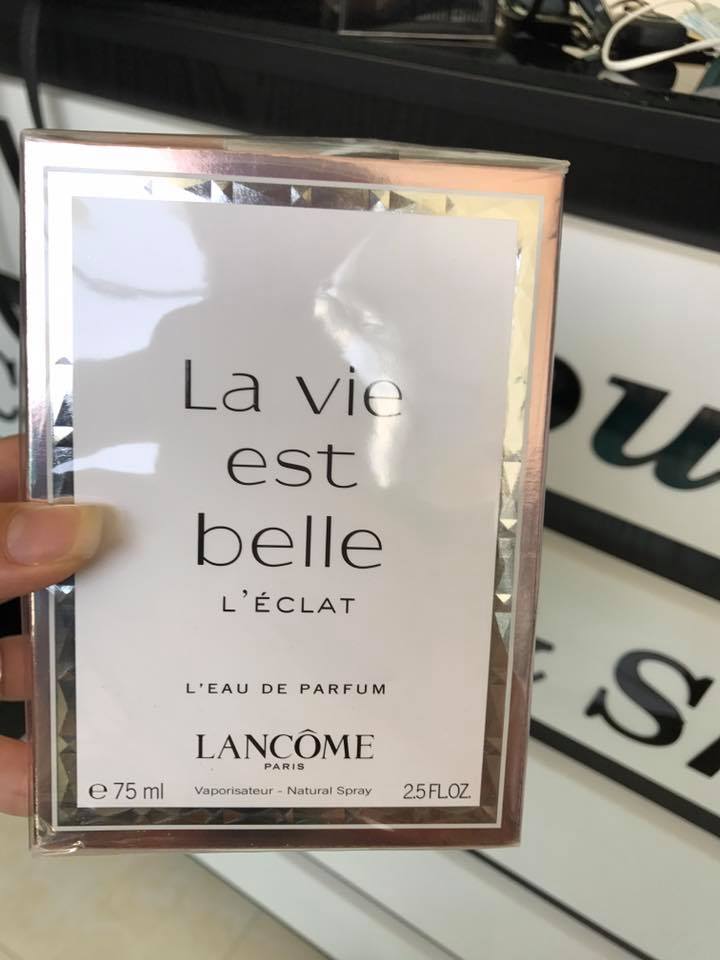 La vie
est
belle
L'ÉCLAT
L'EAU DE PARFUM
LANCÔME
PARIS
e 75 ml Vaporisateur - Natural Spray 2.5 FL.OZ.